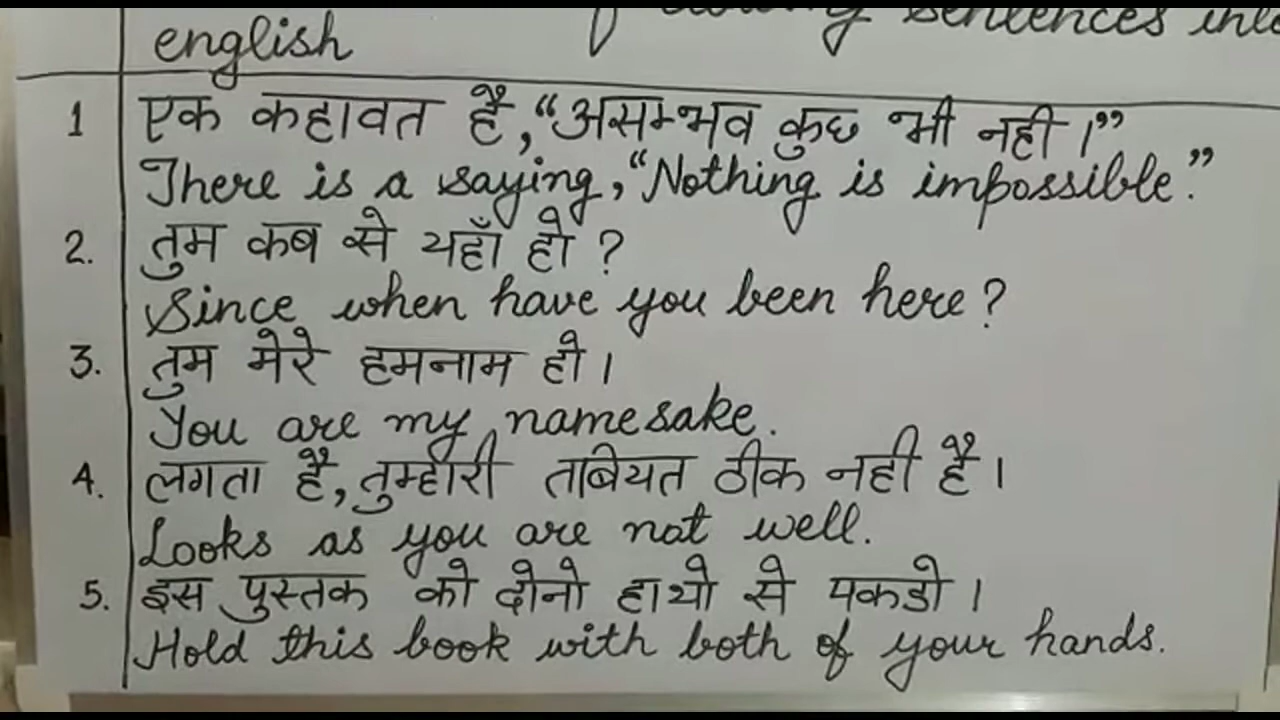 sentences into
english
1 एक कहावत है, “असम्भव कुछ भी नही।”
There is a saying, “Nothing is impossible.”
2. तुम कब से यहाँ हो ?
Since when have you been here ?
3. तुम मेरे हमनाम हो।
You are my namesake.
4. लगता है, तुम्हारी तबियत ठीक नही है।
Looks as you are not well.
5. इस पुस्तक को दोनो हाथो से पकडो।
Hold this book with both of your hands.